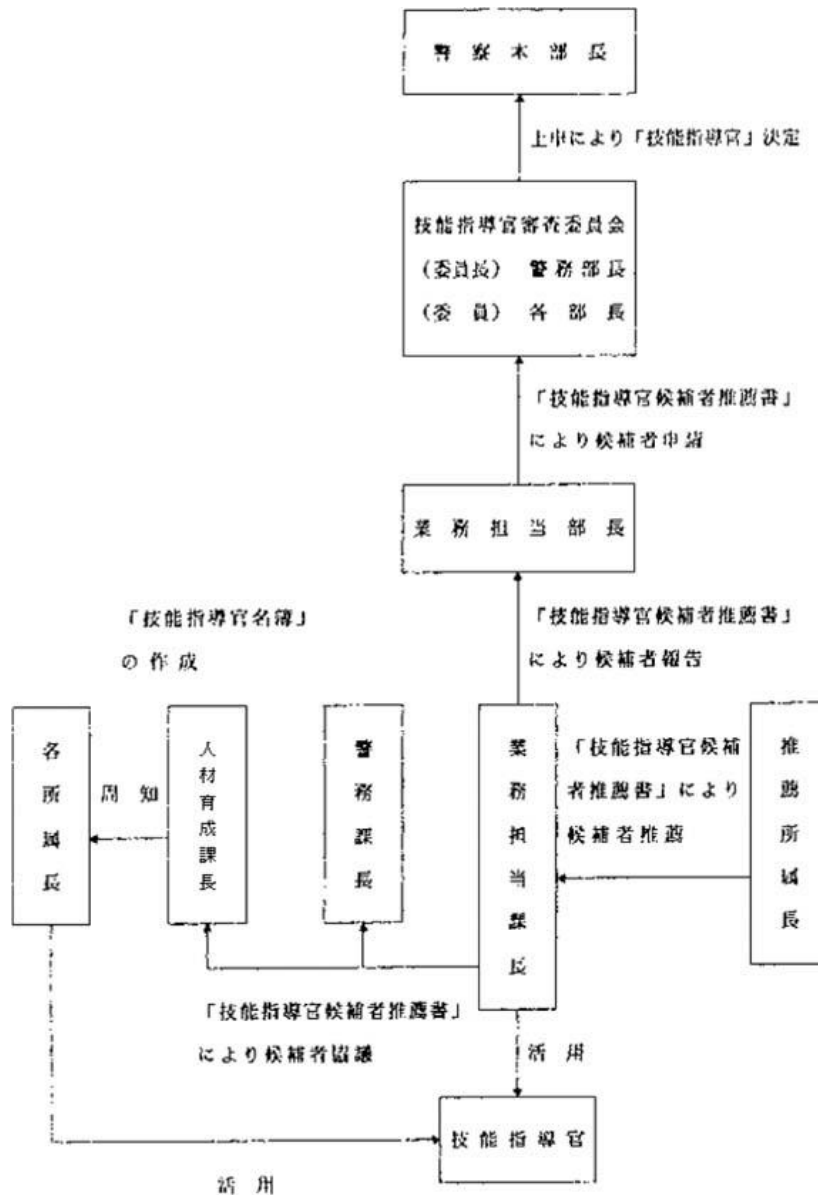 警察本部長
上申により「技能指導官」決定
技能指導官審査委員会
（委員長） 警務部長
（委 員） 各部長
「技能指導官候補者推薦書」
により候補者申請
業務担当部長
「技能指導官候補者推薦書」
により候補者報告
「技能指導官名簿」
の作成
各所属長
周知
人材育成課長
警務課長
業務担当課長
「技能指導官候補
者推薦書」により
候補者推薦
推薦所属長
「技能指導官候補者推薦書」
により候補者協議
活用
技能指導官
活用